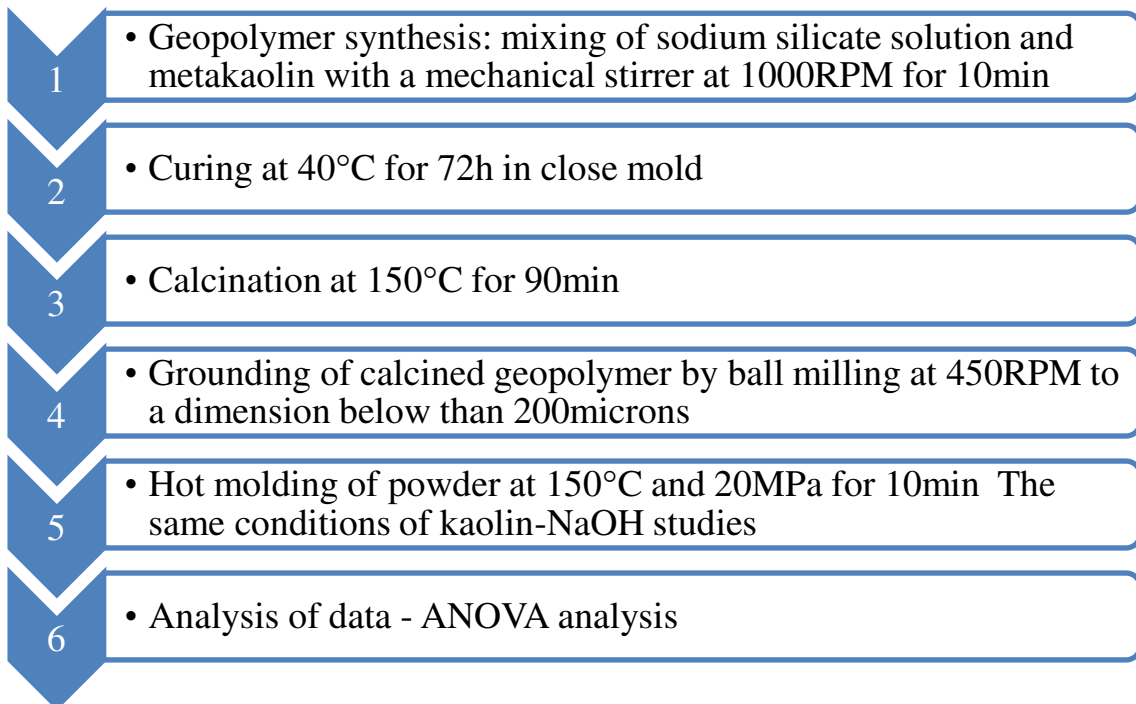 1
• Geopolymer synthesis: mixing of sodium silicate solution and
metakaolin with a mechanical stirrer at 1000RPM for 10min
2
• Curing at 40°C for 72h in close mold
3
• Calcination at 150°C for 90min
4
• Grounding of calcined geopolymer by ball milling at 450RPM to
a dimension below than 200microns
5
• Hot molding of powder at 150°C and 20MPa for 10min  The
same conditions of kaolin-NaOH studies
6
• Analysis of data - ANOVA analysis